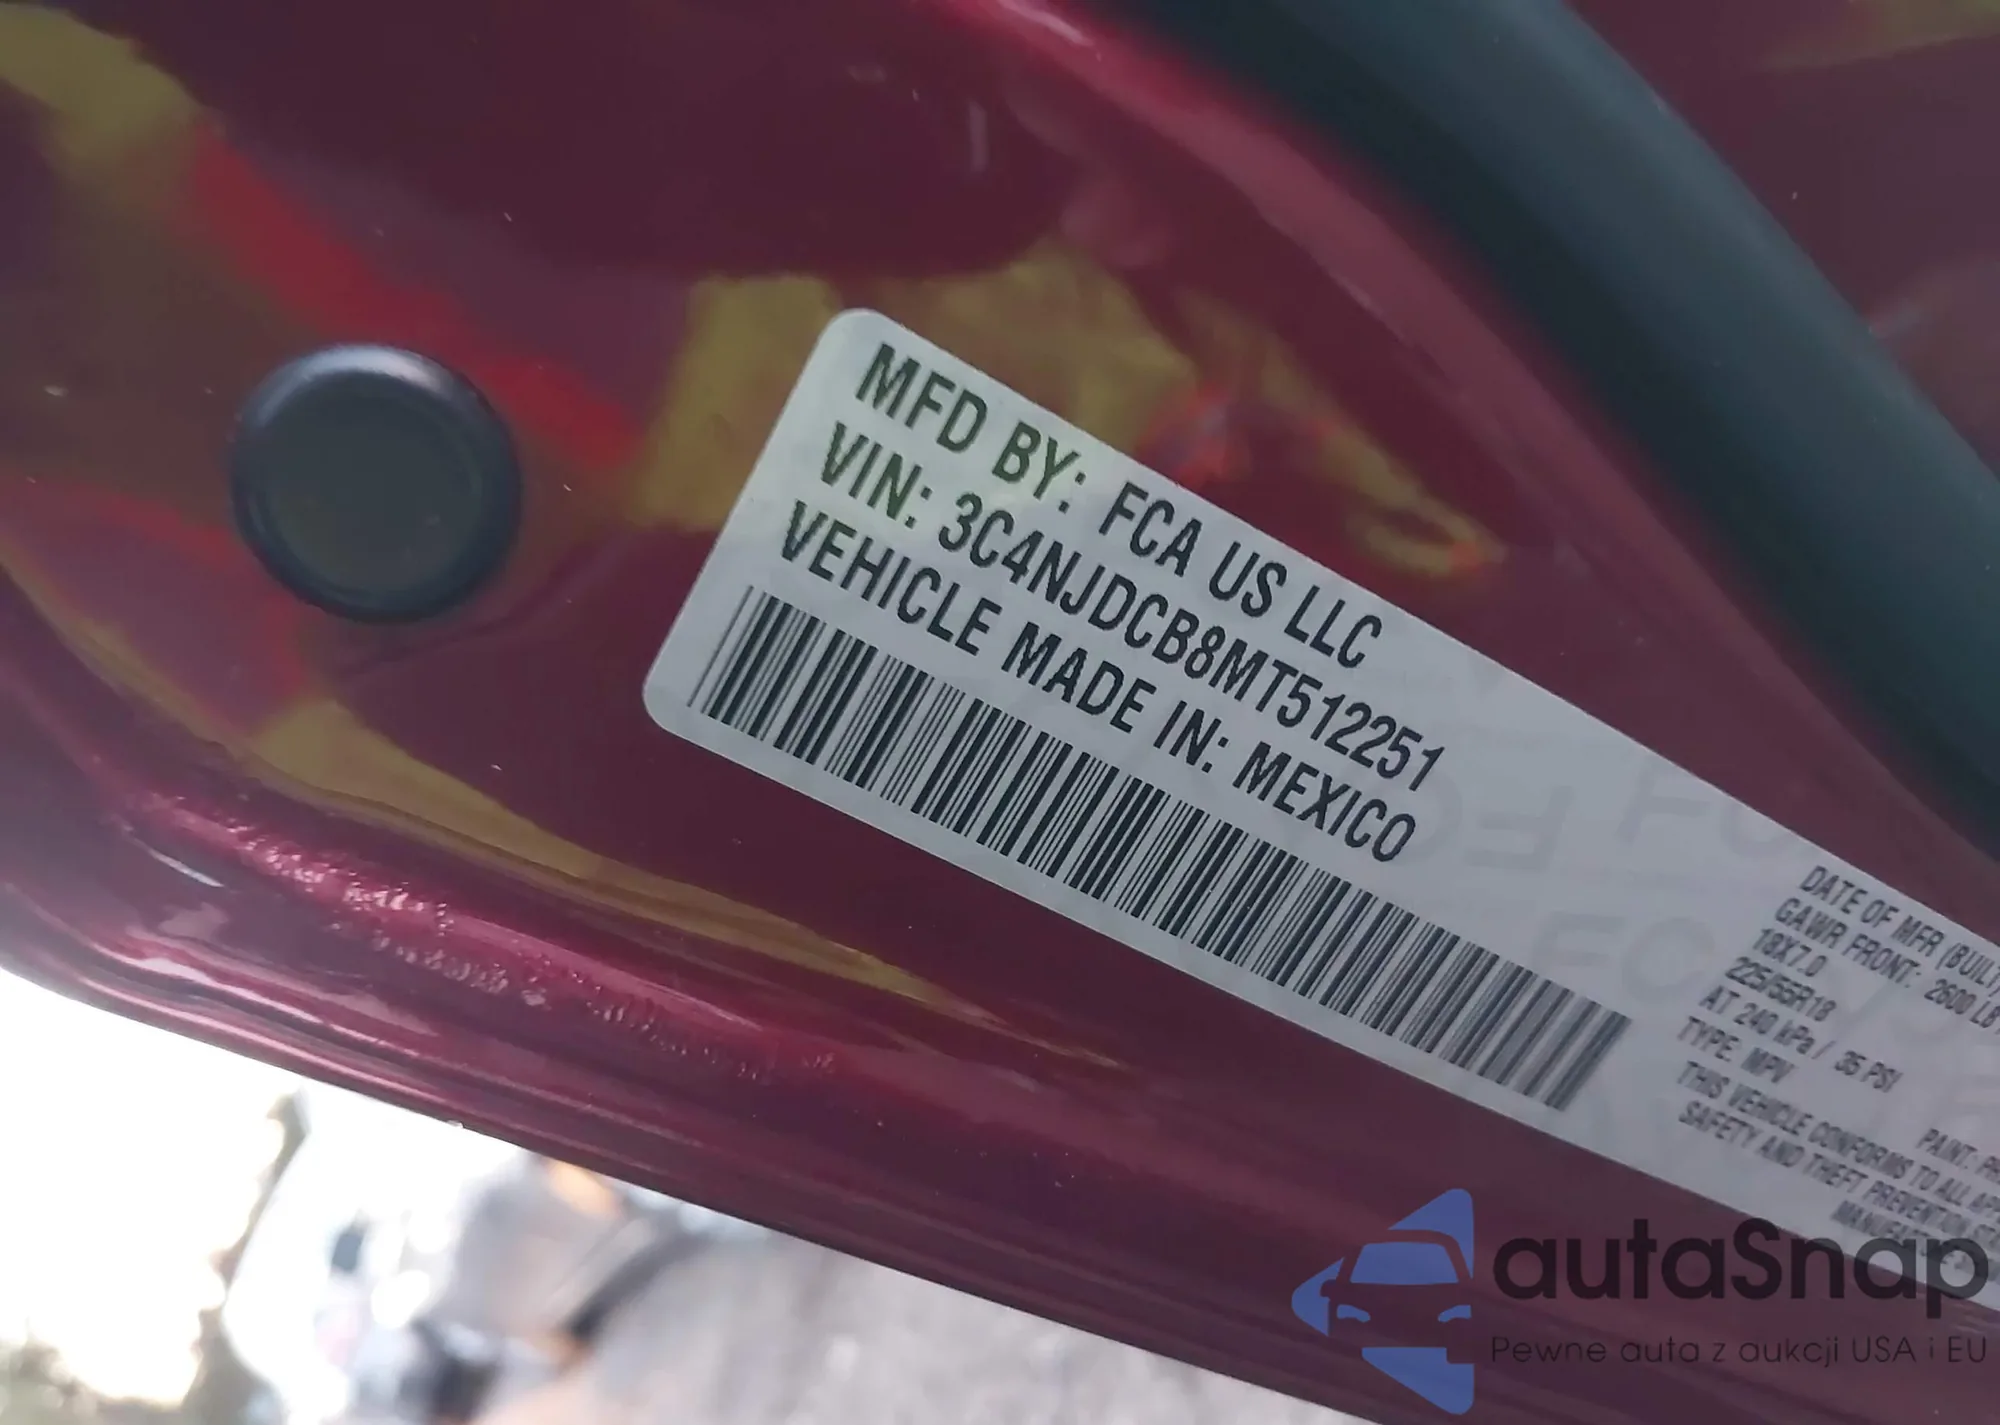 MFD BY: FCA US LLC
VIN: 3C4NJDCB8MT512251
VEHICLE MADE IN: MEXICO
DATE OF MFR (BUILT)
GAWR FRONT: 2600 LB
18X7.0
225/55R18
AT 240 kPa / 35 PSI
TYPE: MPV
PAINT:
THIS VEHICLE CONFORMS TO ALL
SAFETY AND THEFT PREVENTION
autaSnap
Pewne auta z aukcji USA i EU